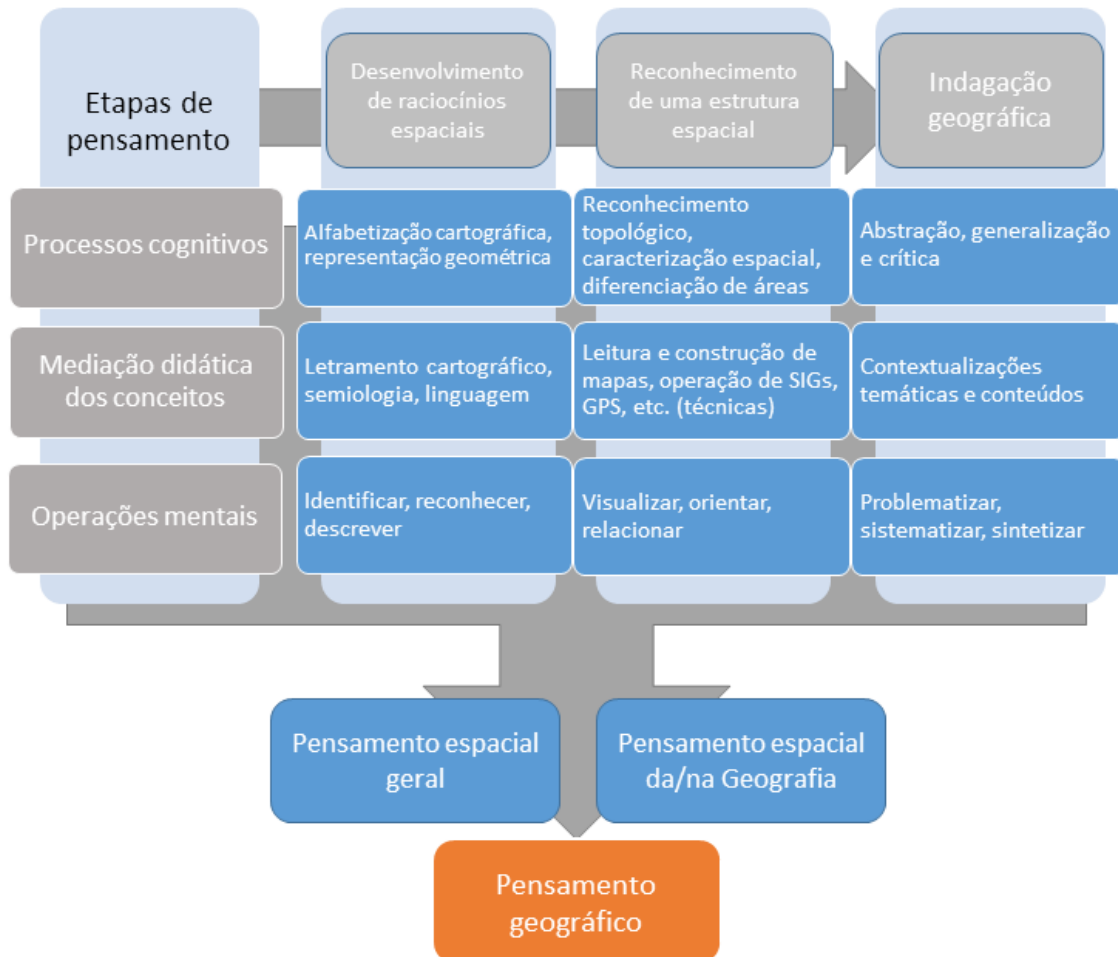 Etapas de
pensamento
Desenvolvimento
de raciocínios
espaciais
Reconhecimento
de uma estrutura
espacial
Indagação
geográfica
Processos cognitivos
Alfabetização cartográfica,
representação geométrica
Reconhecimento
topológico,
caracterização espacial,
diferenciação de áreas
Abstração, generalização
e crítica
Mediação didática
dos conceitos
Letramento cartográfico,
semiologia, linguagem
Leitura e construção de
mapas, operação de SIGs,
GPS, etc. (técnicas)
Contextualizações
temáticas e conteúdos
Operações mentais
Identificar, reconhecer,
descrever
Visualizar, orientar,
relacionar
Problematizar,
sistematizar, sintetizar
Pensamento espacial
geral
Pensamento espacial
da/na Geografia
Pensamento
geográfico